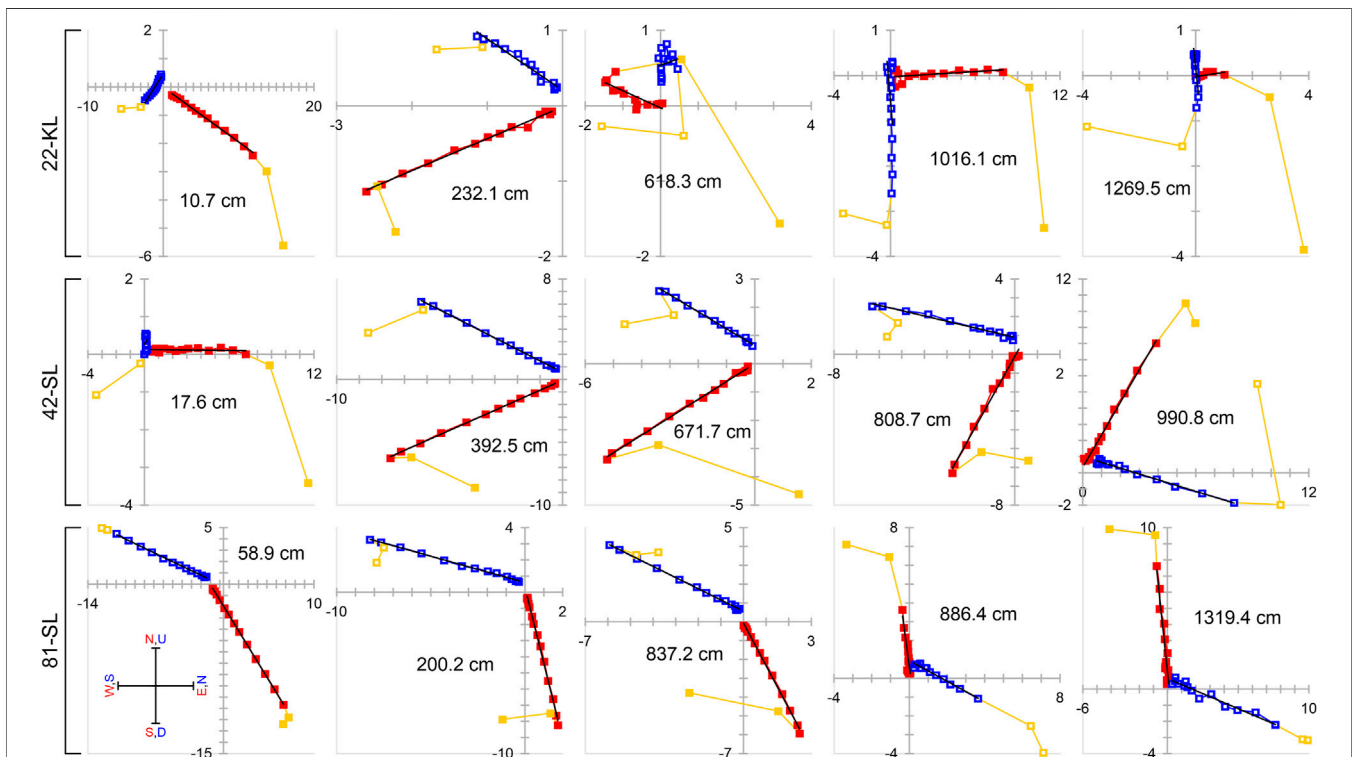 22-KL
2
-10
20
-6
10.7 cm
-3
-2
232.1 cm
1
-2
4
-2
618.3 cm
1
-4
12
-4
1016.1 cm
1
-4
4
-4
1269.5 cm
42-SL
2
-4
12
-4
17.6 cm
8
-10
-10
392.5 cm
3
-6
2
-5
671.7 cm
4
-8
2
-8
808.7 cm
12
0
12
-2
990.8 cm
81-SL
5
-14
10
-15
58.9 cm
N,U
W,S
E,N
S,D
4
-10
2
-10
200.2 cm
5
-7
3
-7
837.2 cm
8
-4
8
-4
886.4 cm
10
-6
10
-4
1319.4 cm